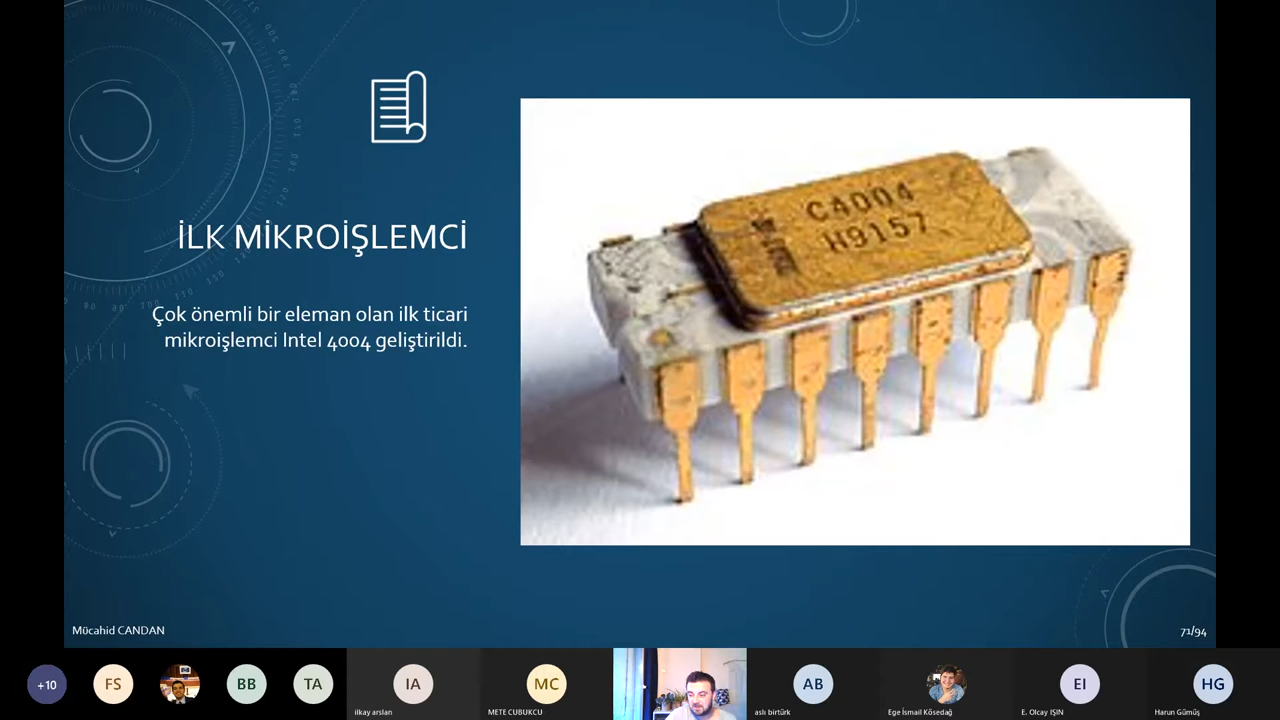 İLK MİKROİŞLEMCİ
Çok önemli bir eleman olan ilk ticari
mikroişlemci Intel 4004 geliştirildi.
C4004
H9157
Mücahid CANDAN
71/94
+10
FS
BB
TA
IA
MC
AB
EI
HG
ilkay arslan
METE CUBUKCU
aslı birtürk
Ege İsmail Kösedağ
E. Olcay IŞIN
Harun Gümüş